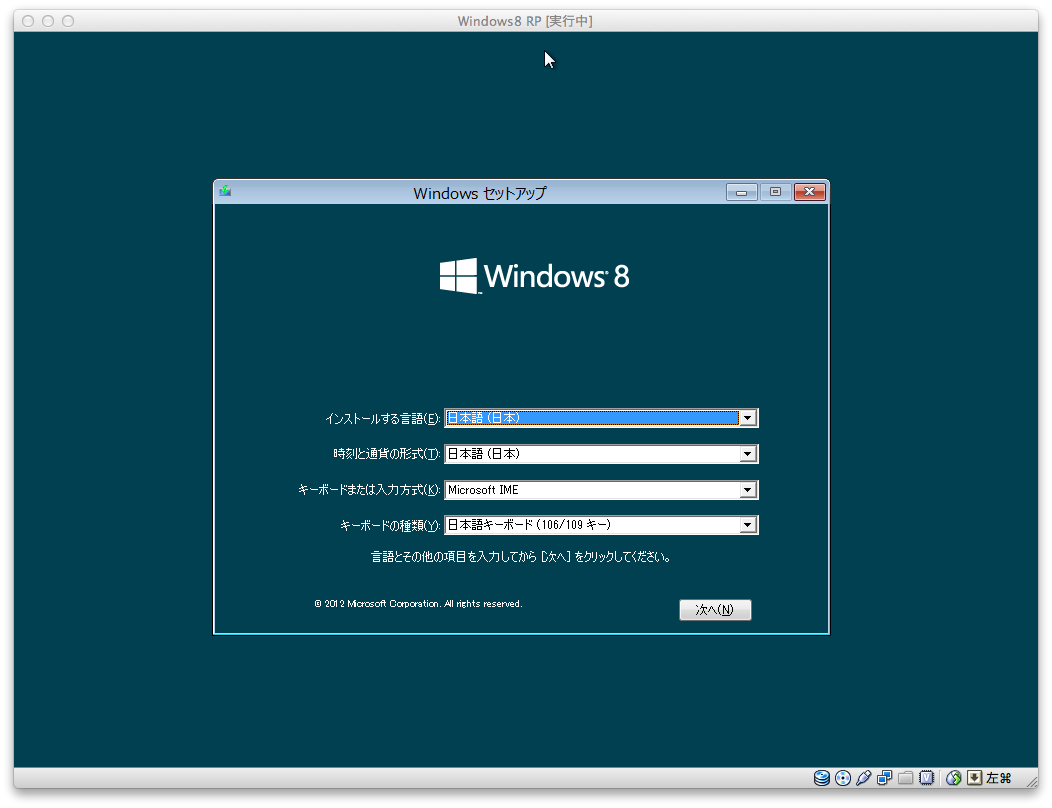 Windows8 RP [実行中]
Windows セットアップ
Windows 8
インストールする言語(E): 日本語 (日本)
時刻と通貨の形式(T): 日本語 (日本)
キーボードまたは入力方式(K): Microsoft IME
キーボードの種類(Y): 日本語キーボード (106/109 キー)
言語とその他の項目を入力してから [次へ] をクリックしてください。
© 2012 Microsoft Corporation. All rights reserved.
次へ(N)
左⌘